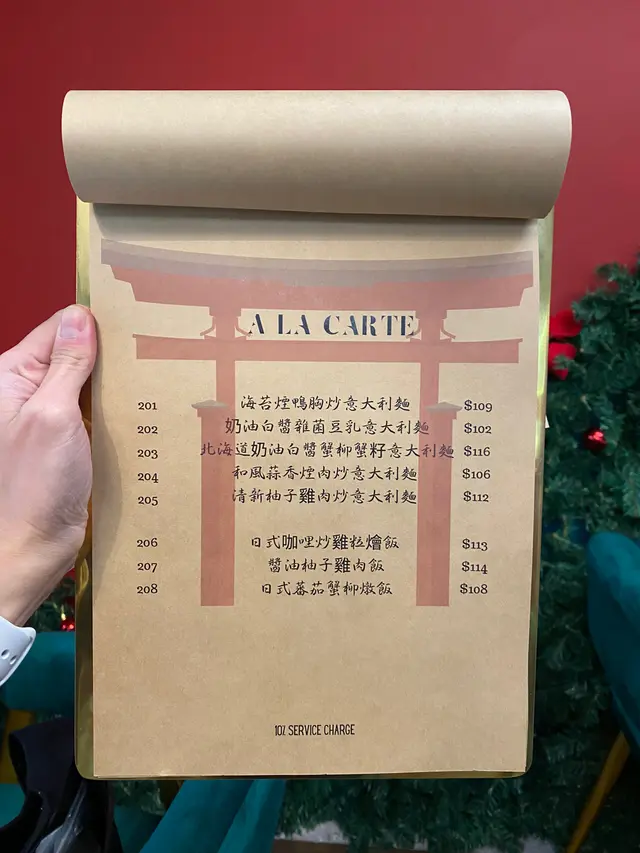 A LA CARTE
201 海苔煙鴨胸炒意大利麵 $109
202 奶油白醬雜菌豆乳意大利麵 $102
203 北海道奶油白醬蟹柳蟹籽意大利麵 $116
204 和風蒜香煙肉炒意大利麵 $106
205 清新柚子雞肉炒意大利麵 $112
206 日式咖哩炒雞粒燴飯 $113
207 醬油柚子雞肉飯 $114
208 日式蕃茄蟹柳燉飯 $108
10% SERVICE CHARGE